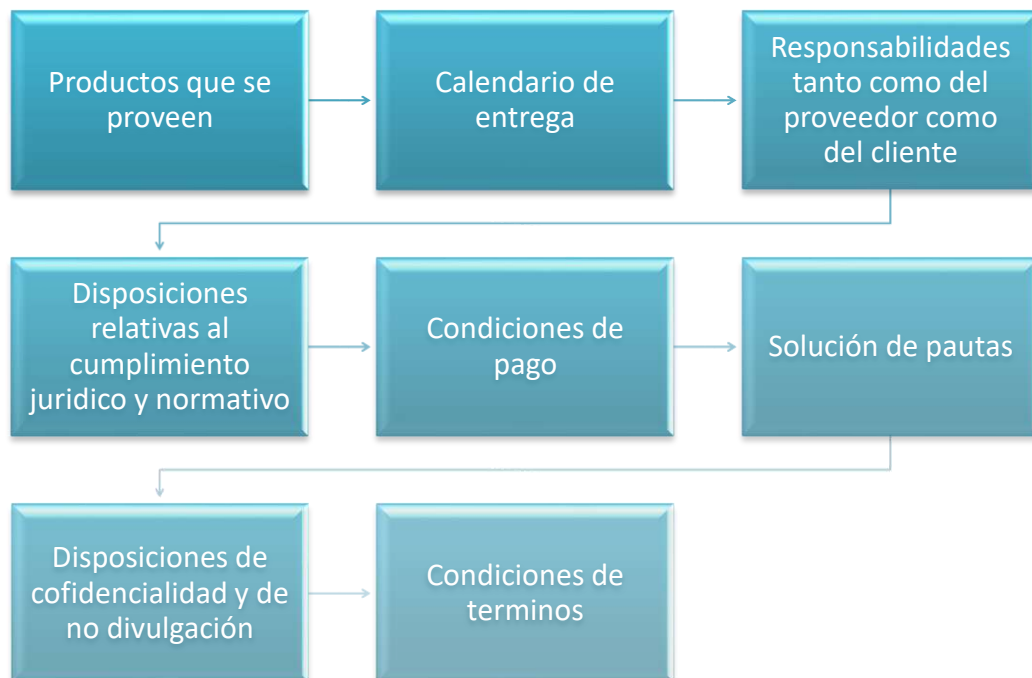 Productos que se
proveen
Calendario de
entrega
Responsabilidades
tanto como del
proveedor como
del cliente
Disposiciones
relativas al
cumplimiento
juridico y normativo
Condiciones de
pago
Solución de pautas
Disposiciones de
cofidencialidad y de
no divulgación
Condiciones de
terminos